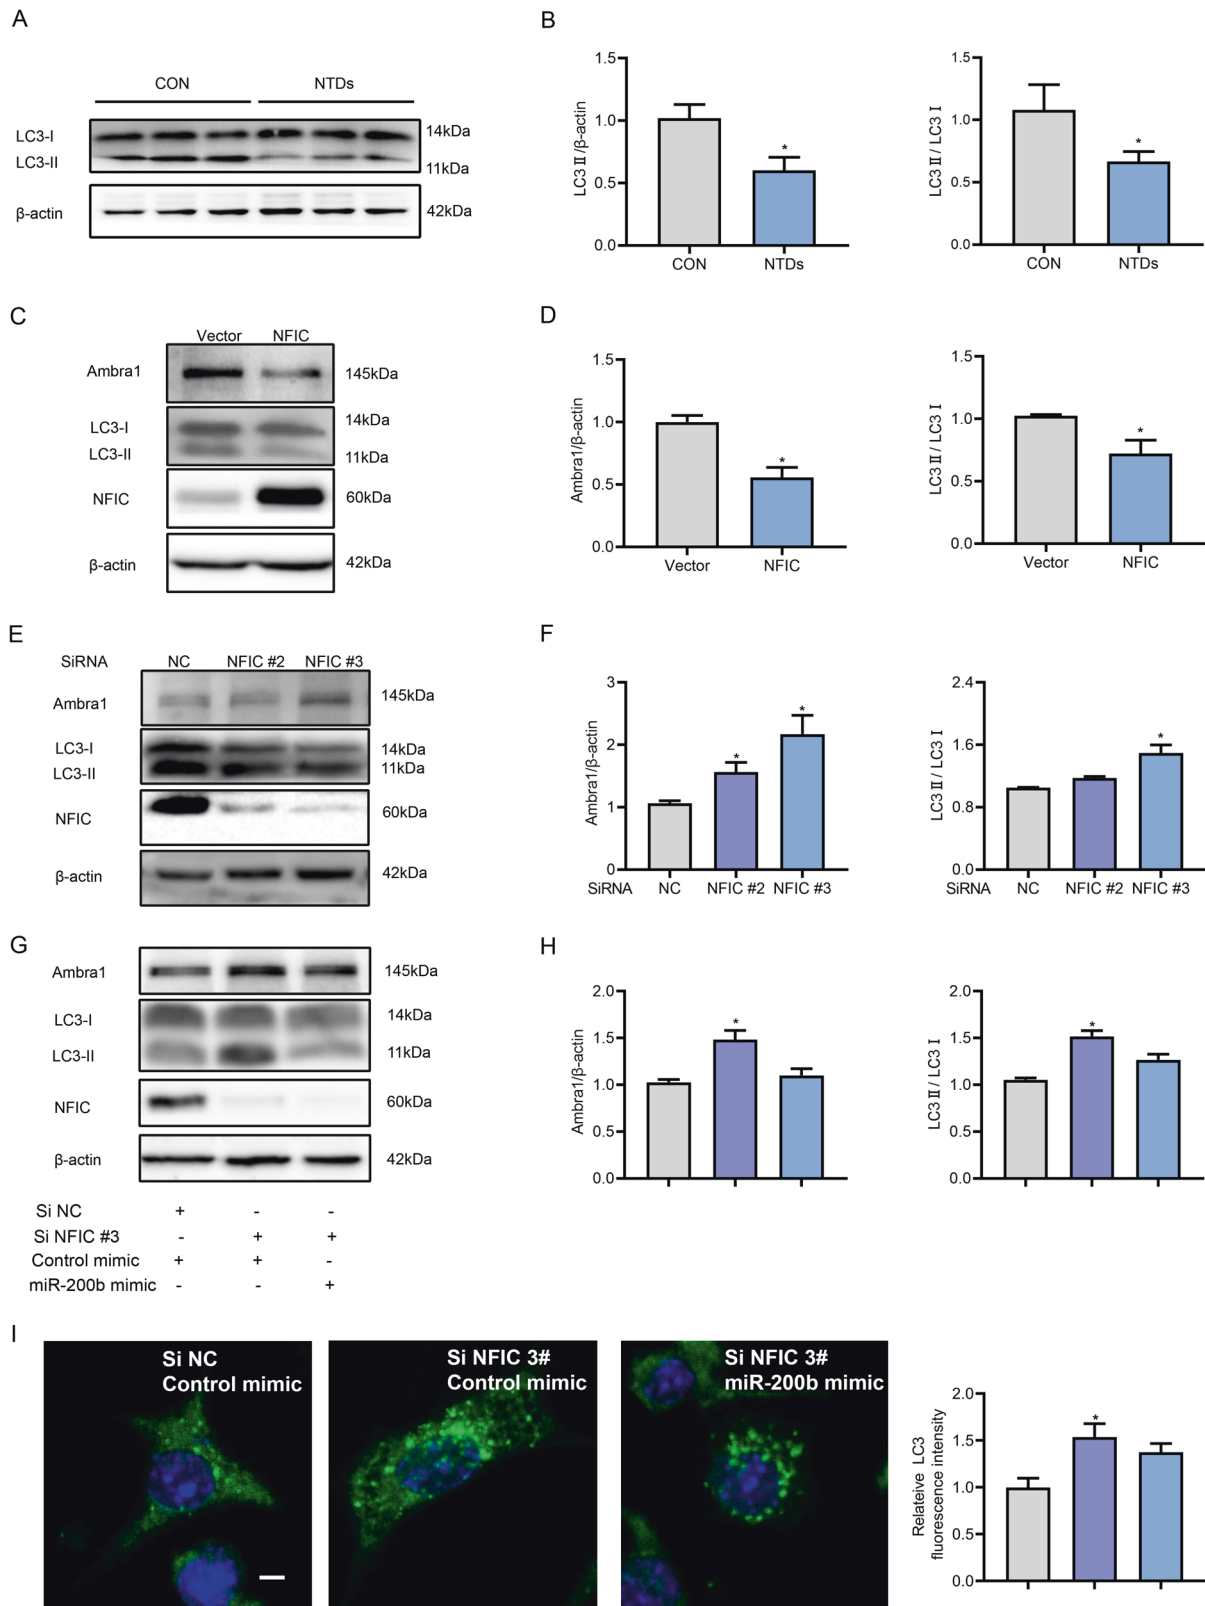 A
CON NTDs
LC3-I 14kDa
LC3-II 11kDa
β-actin 42kDa
B
1.5
1.0
0.5
0.0
LC3 Ⅱ/β-actin
*
CON NTDs
1.5
1.0
0.5
0.0
LC3 Ⅱ / LC3 Ⅰ
*
CON NTDs
C
Vector NFIC
Ambra1 145kDa
LC3-I 14kDa
LC3-II 11kDa
NFIC 60kDa
β-actin 42kDa
D
1.5
1.0
0.5
0.0
Ambra1/β-actin
*
Vector NFIC
1.5
1.0
0.5
0.0
LC3 Ⅱ / LC3 Ⅰ
*
Vector NFIC
E
SiRNA NC NFIC #2 NFIC #3
Ambra1 145kDa
LC3-I 14kDa
LC3-II 11kDa
NFIC 60kDa
β-actin 42kDa
F
3
2
1
0
Ambra1/β-actin
* *
SiRNA NC NFIC #2 NFIC #3
2.4
1.6
0.8
0.0
LC3 Ⅱ / LC3 Ⅰ
*
SiRNA NC NFIC #2 NFIC #3
G
Ambra1 145kDa
LC3-I 14kDa
LC3-II 11kDa
NFIC 60kDa
β-actin 42kDa
Si NC + - -
Si NFIC #3 - + +
Control mimic + + -
miR-200b mimic - - +
H
2.0
1.5
1.0
0.5
0.0
Ambra1/β-actin
*
2.0
1.5
1.0
0.5
0.0
LC3 Ⅱ / LC3 Ⅰ
*
I
Si NC
Control mimic
Si NFIC 3#
Control mimic
Si NFIC 3#
miR-200b mimic
2.0
1.5
1.0
0.5
0.0
Relateive LC3
fluorescence intensity
*